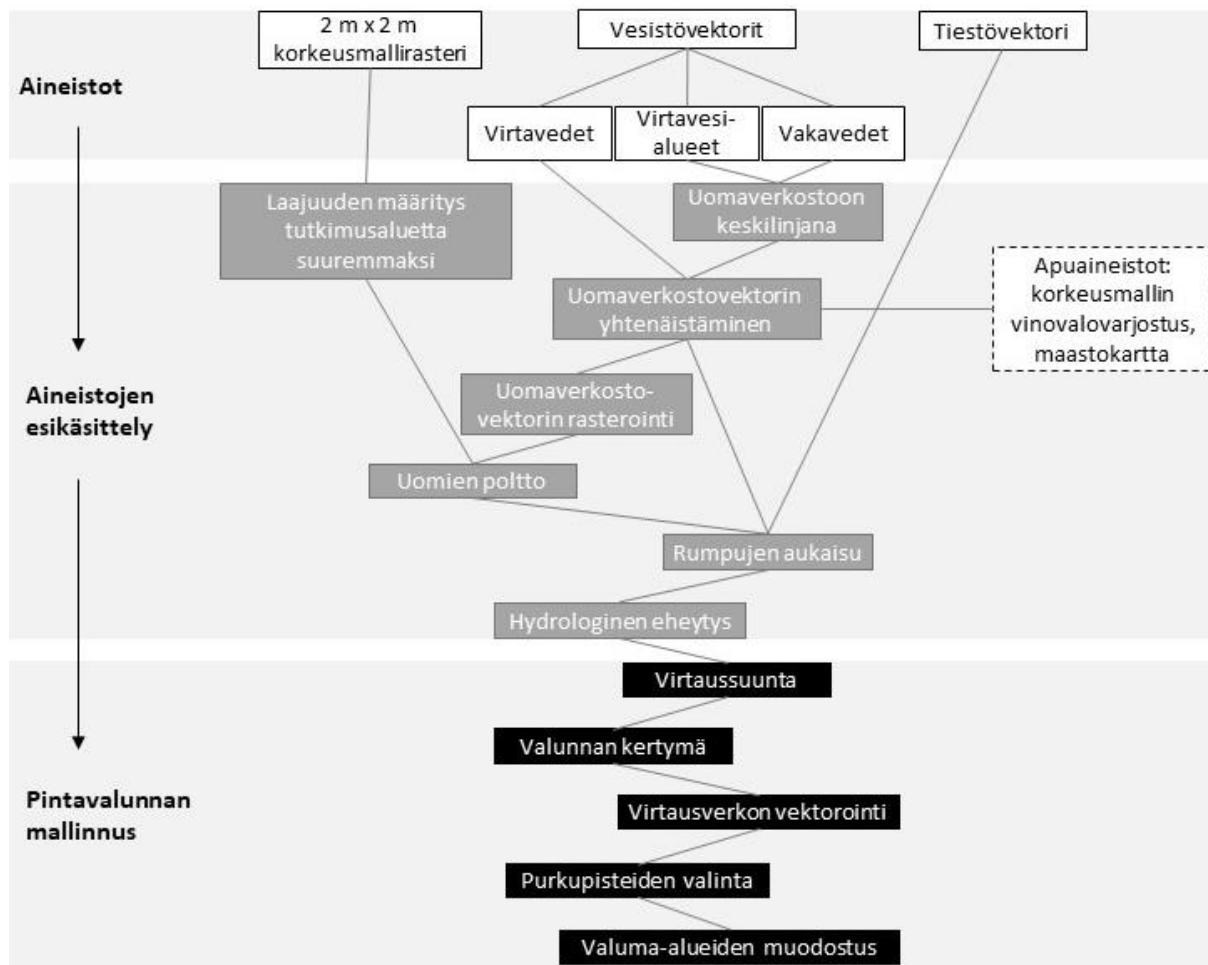 2 m x 2 m
korkeusmallirasteri
Vesistövektorit
Tiestövektori
Aineistot
Virtavedet
Virtavesi-
alueet
Vakavedet
Laajuuden määritys
tutkimusaluetta
suuremmaksi
Uomaverkostoon
keskilinjana
Uomaverkostovektorin
yhtenäistäminen
Apuaineistot:
korkeusmallin
vinovalovarjostus,
maastokartta
Aineistojen
esikäsittely
Uomaverkosto-
vektorin rasterointi
Uomien poltto
Rumpujen aukaisu
Hydrologinen eheytys
Virtaussuunta
Valunnan kertymä
Pintavalunnan
mallinnus
Virtausverkon vektorointi
Purkupisteiden valinta
Valuma-alueiden muodostus